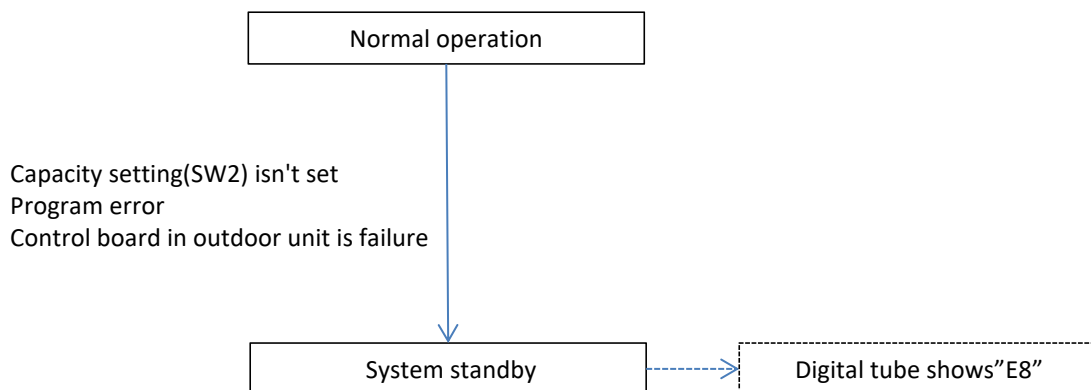 Normal operation
Capacity setting(SW2) isn't set
Program error
Control board in outdoor unit is failure
System standby
Digital tube shows”E8”